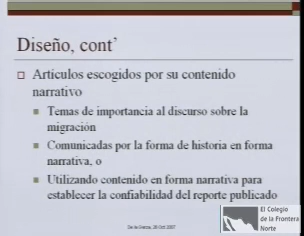 Diseño, cont'
Artículos escogidos por su contenido
narrativo
Temas de importancia al discurso sobre la
migración
Comunicadas por la forma de historia en forma
narrativa, o
Utilizando contenido en forma narrativa para
establecer la confiabilidad del reporte publicado
El Colegio
de la Frontera
Norte